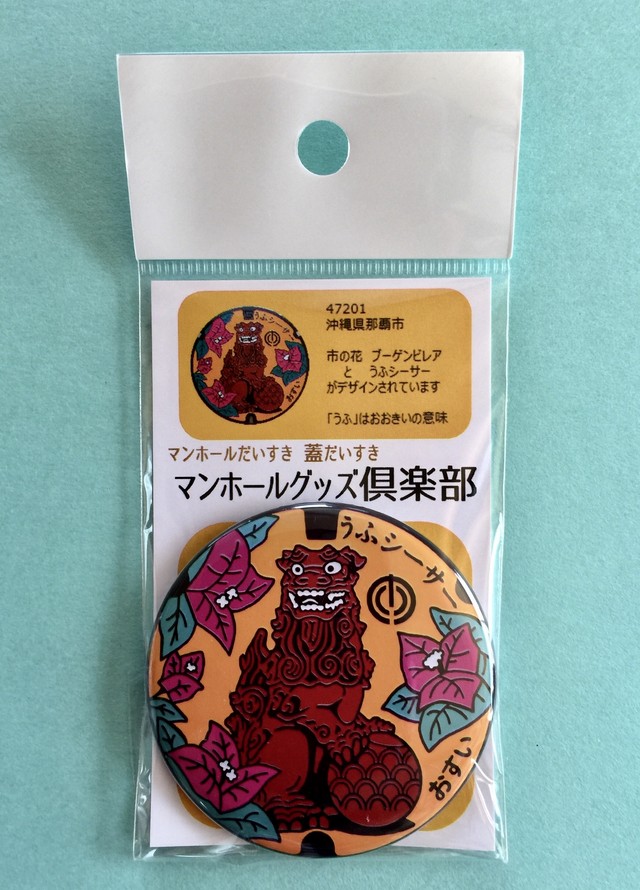 うふシーサー
おすい
47201
沖縄県那覇市
市の花 ブーゲンビレア
と うふシーサー
がデザインされています
「うふ」はおおきいの意味
マンホールだいすき 蓋だいすき
マンホールグッズ倶楽部
うふシーサー
おすい